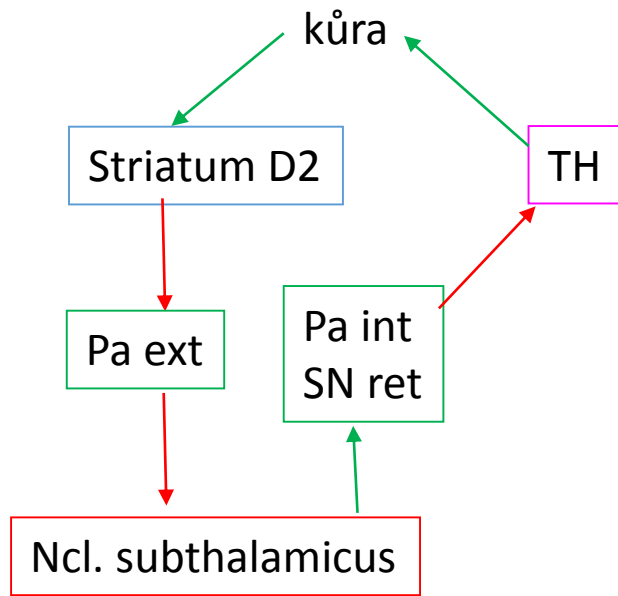 kůra
Striatum D2
TH
Pa ext
Pa int
SN ret
Ncl. subthalamicus